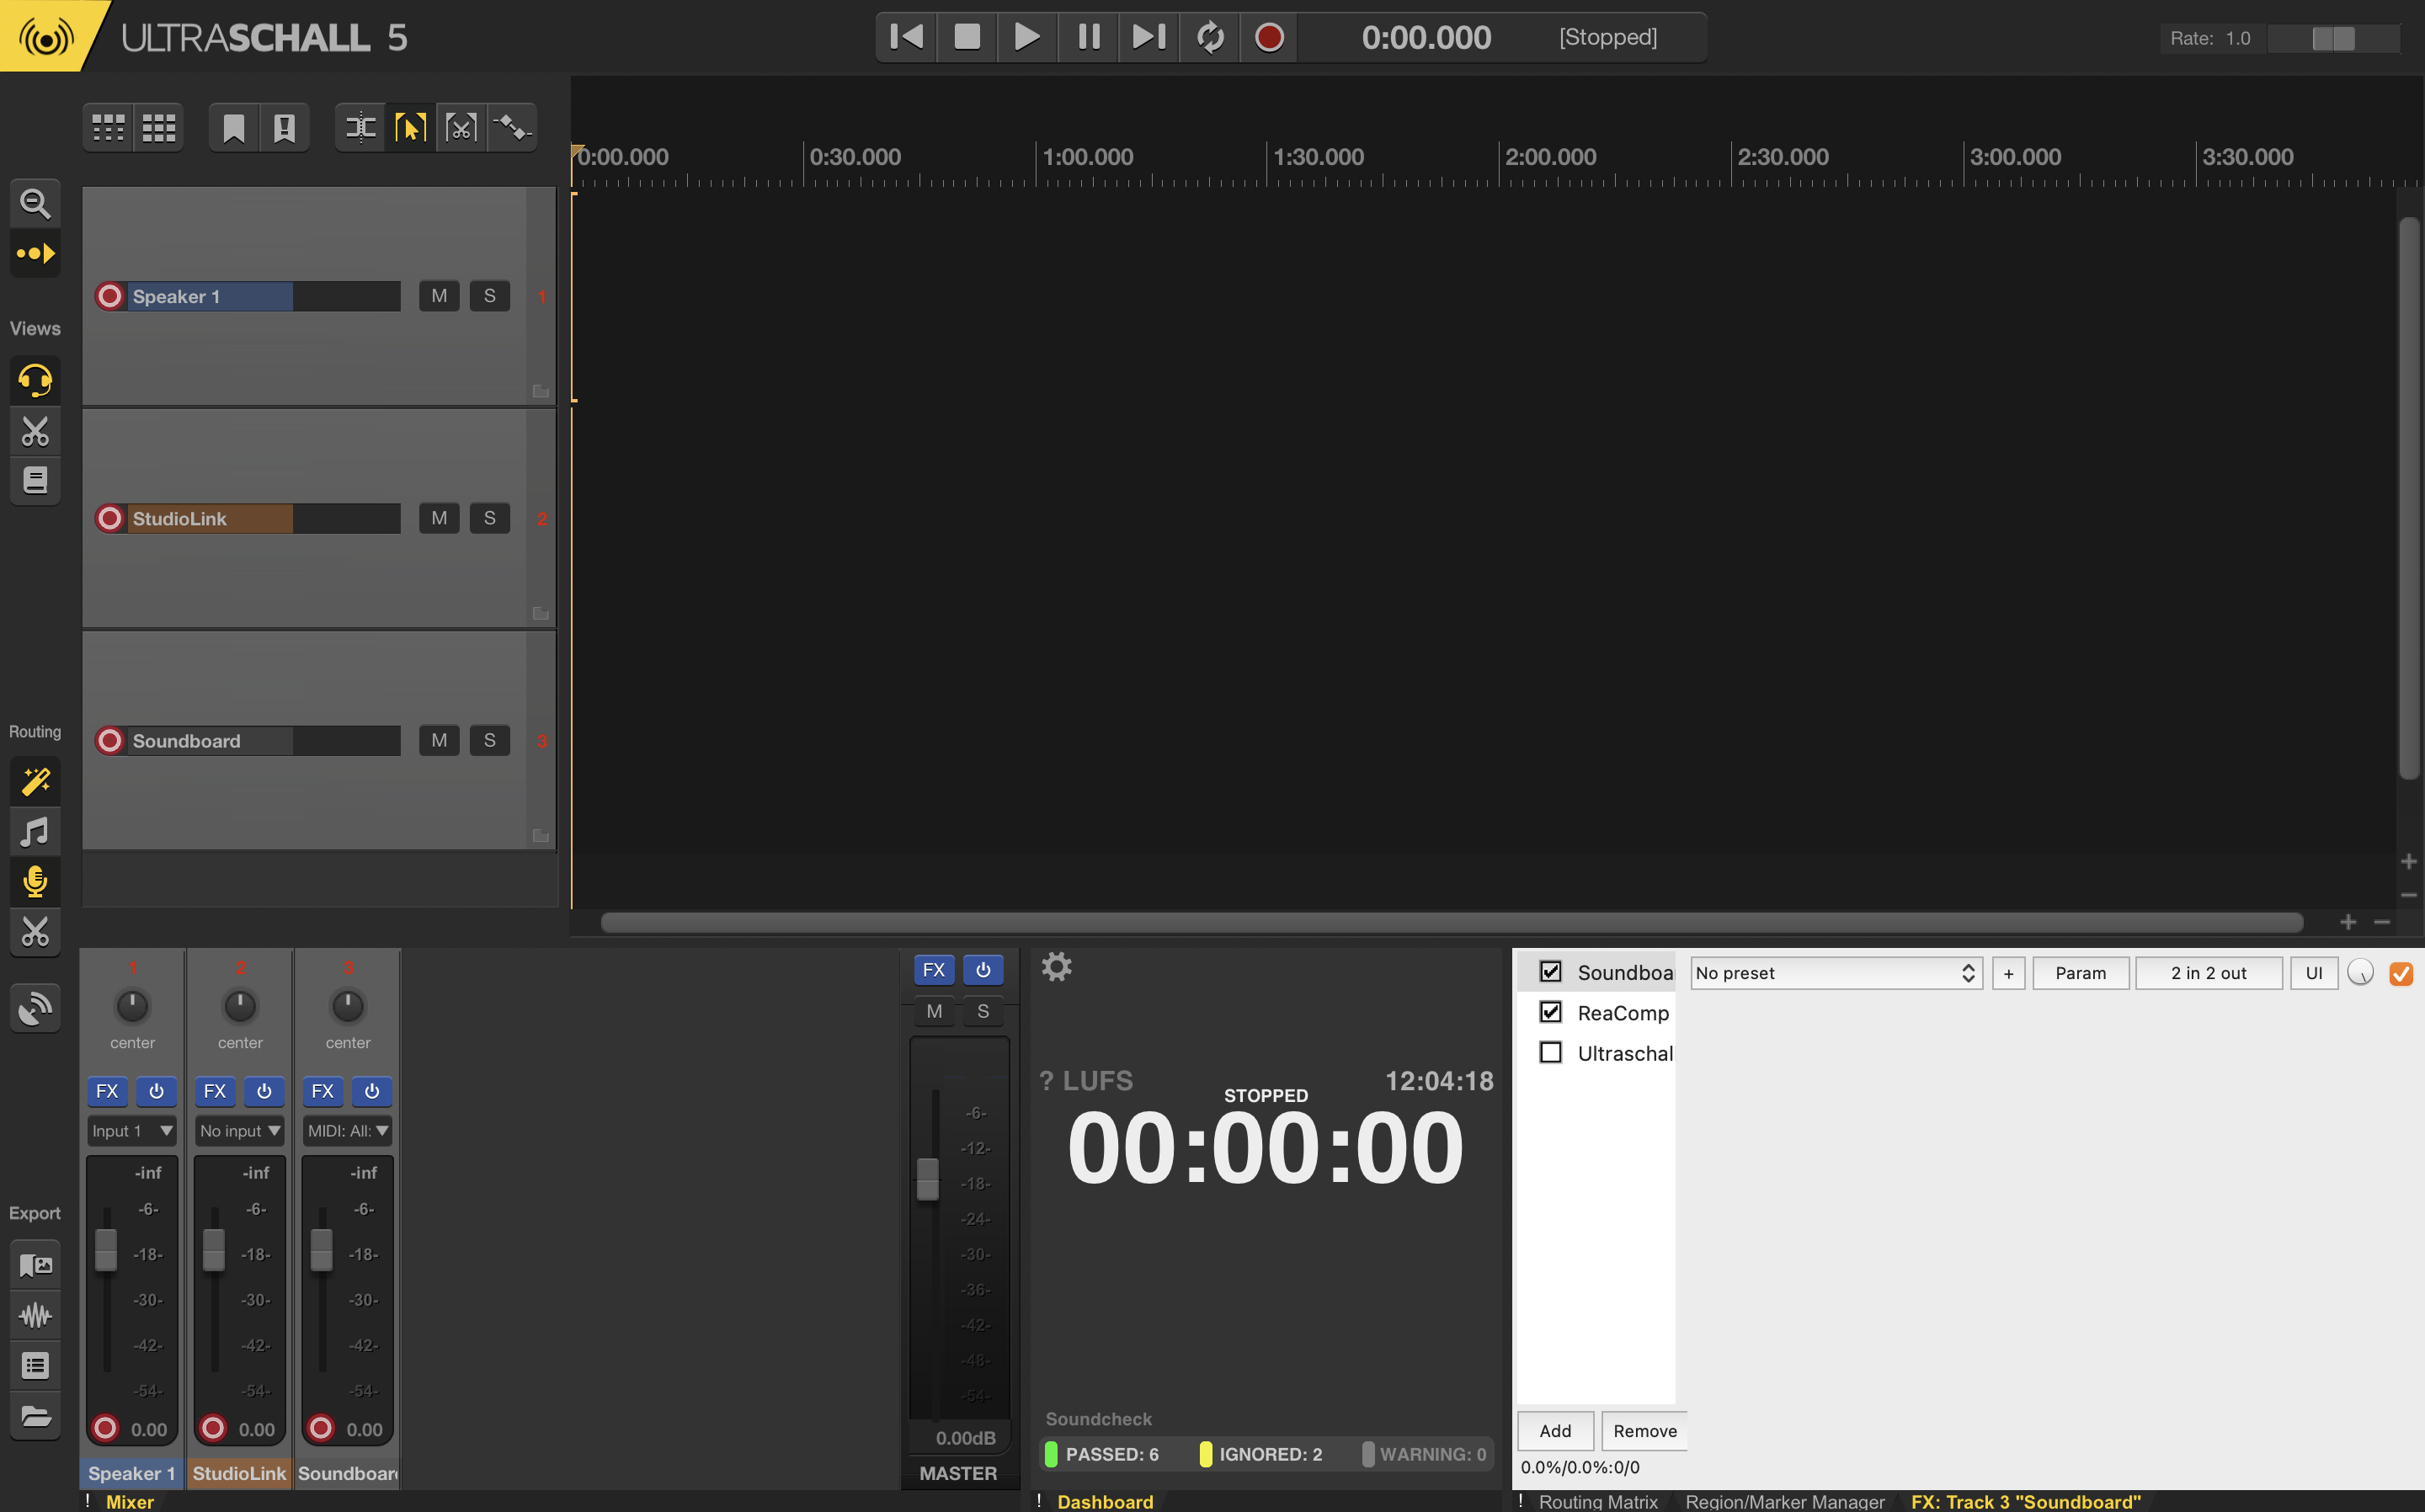 ULTRASCHALL 5
0:00.000 [Stopped]
Rate: 1.0
0:00.000 0:30.000 1:00.000 1:30.000 2:00.000 2:30.000 3:00.000 3:30.000
Speaker 1 M S 1
Views
StudioLink M S 2
Routing
Soundboard M S 3
1 2 3
center center center
FX FX FX
Input 1 No input MIDI: All:
-inf -inf -inf
-6- -6- -6-
-18- -18- -18-
-30- -30- -30-
-42- -42- -42-
-54- -54- -54-
0.00 0.00 0.00
Speaker 1 StudioLink Soundboar
Export
! Mixer
FX
M S
-6-
-12-
-18-
-24-
-30-
-36-
-42-
-48-
-54-
0.00dB
MASTER
? LUFS 12:04:18
STOPPED
00:00:00
Soundcheck
PASSED: 6 IGNORED: 2 WARNING: 0
! Dashboard
Soundboa No preset + Param 2 in 2 out UI
ReaComp
Ultraschal
Add Remove
0.0%/0.0%:0/0
! Routing Matrix Region/Marker Manager FX: Track 3 "Soundboard"